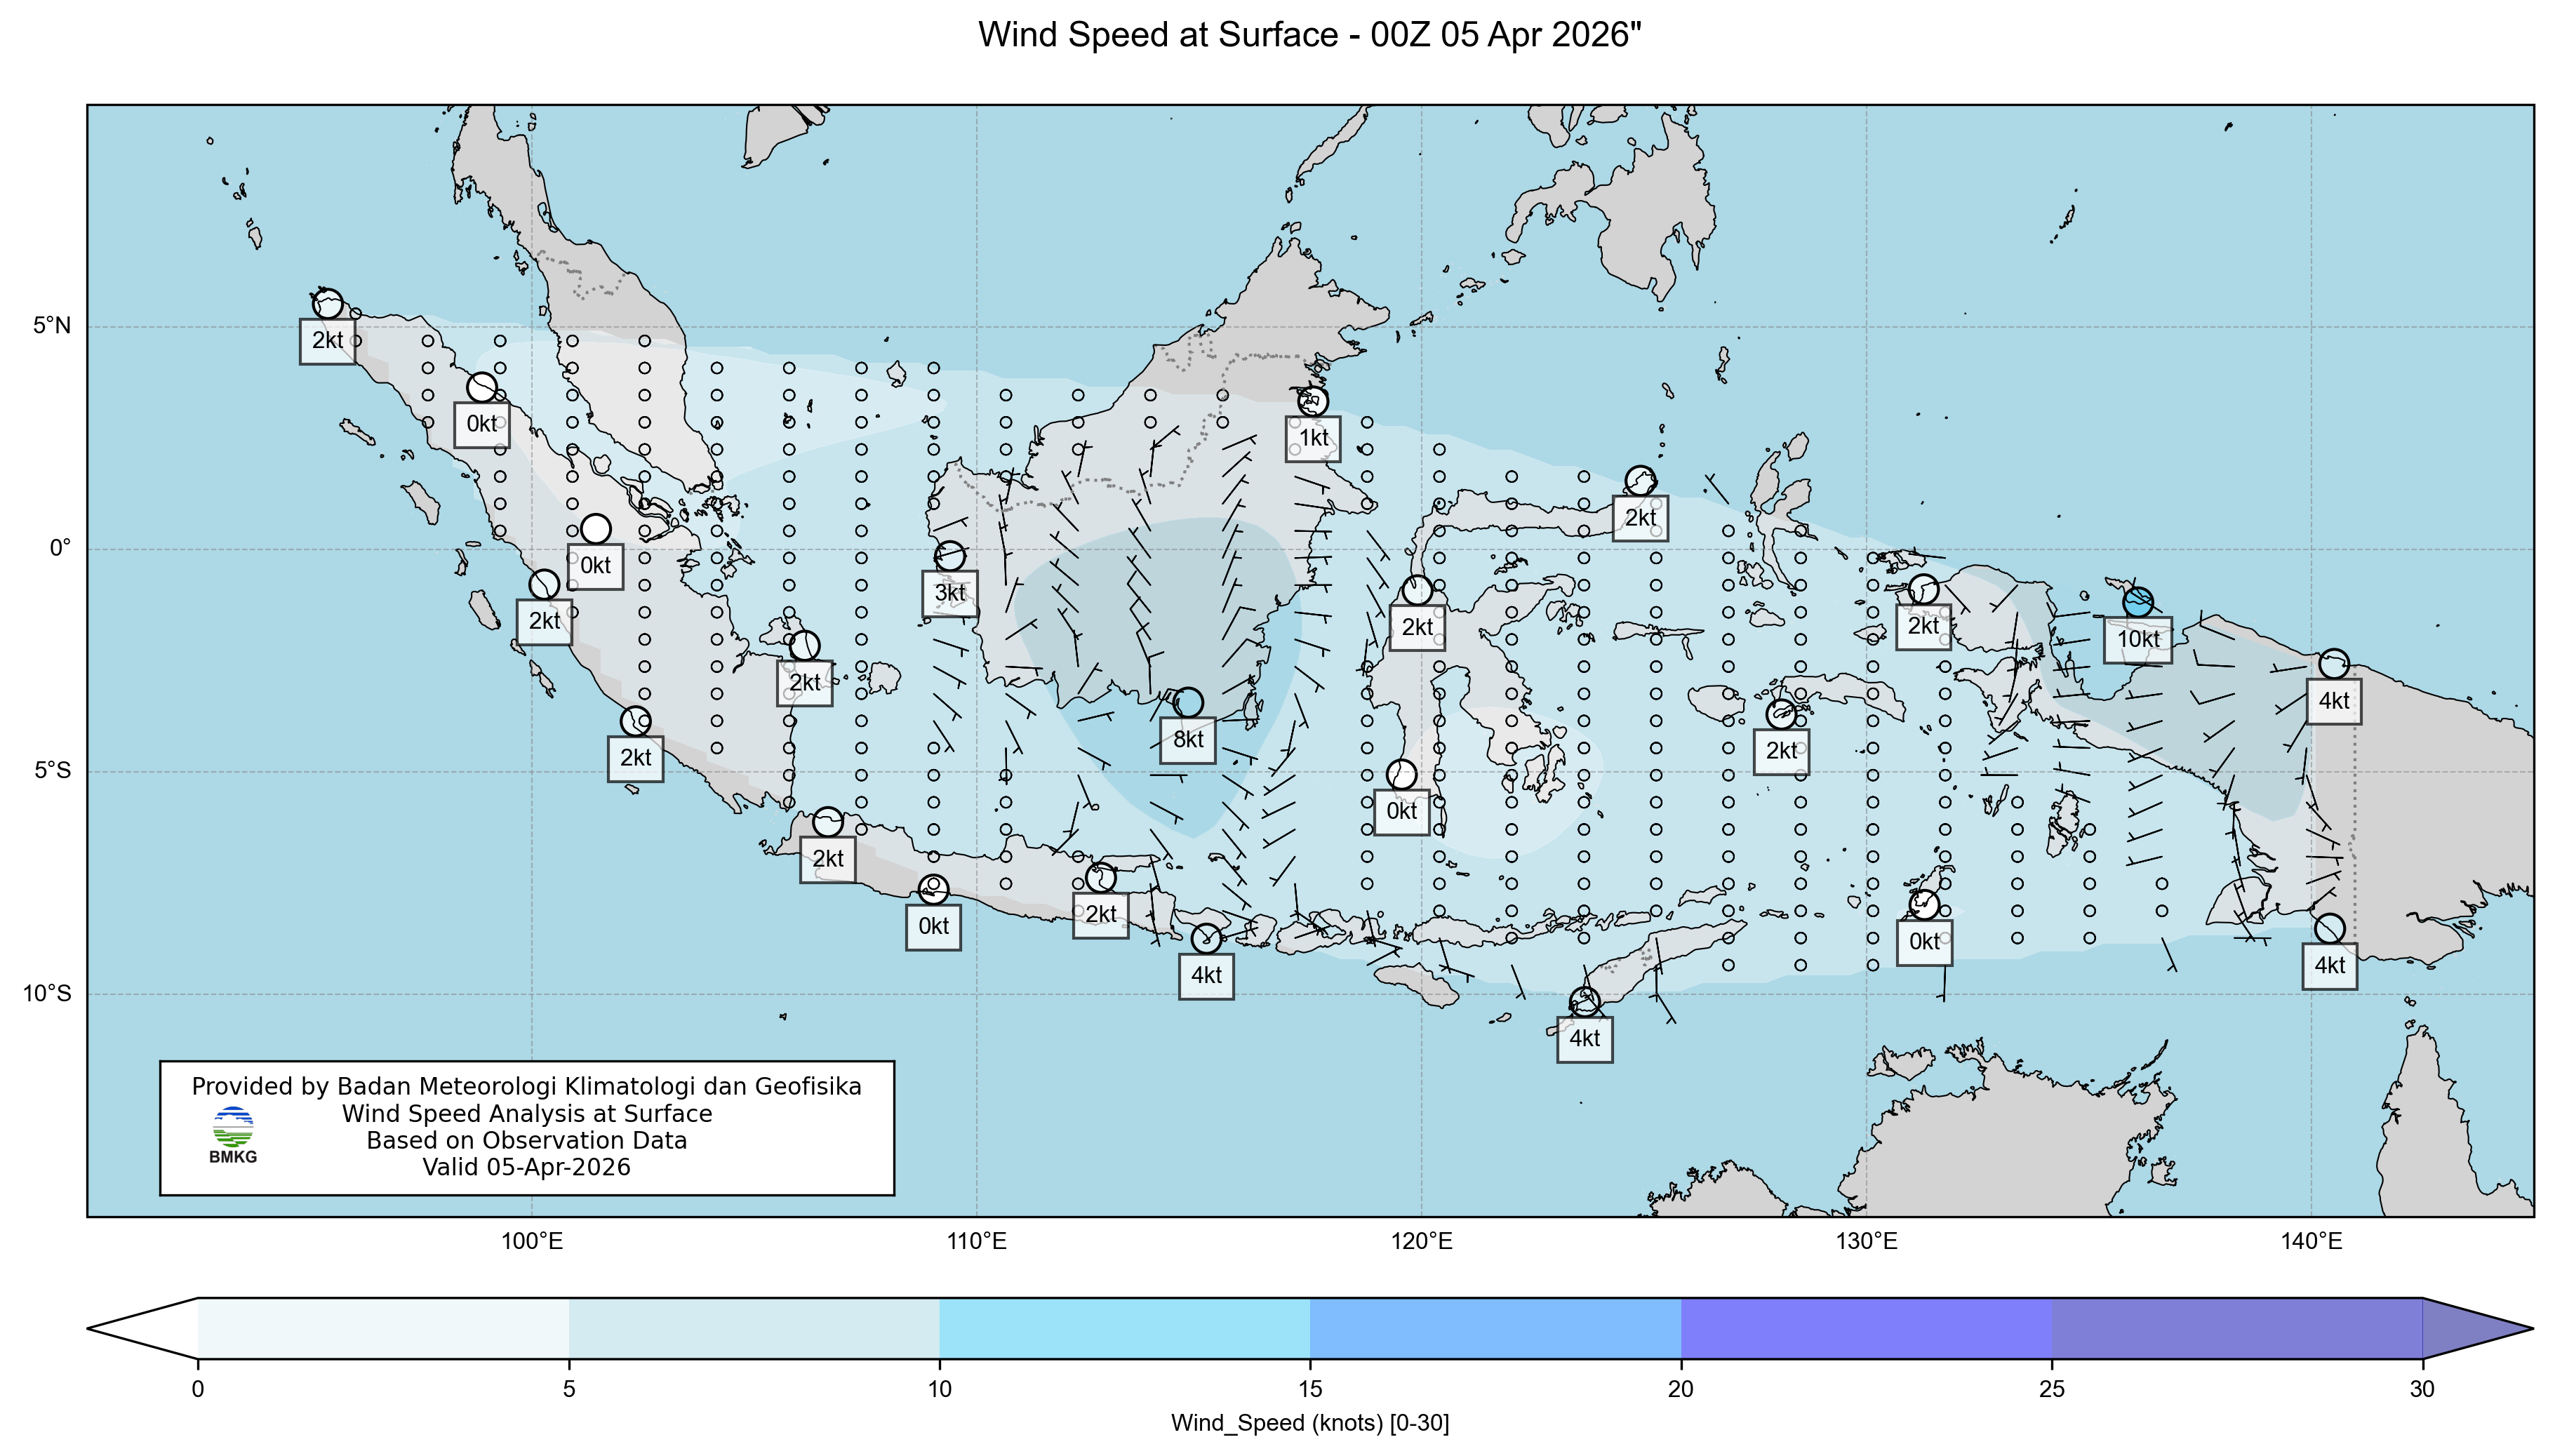 Wind Speed at Surface - 00Z 05 Apr 2026"
5°N
0°
5°S
10°S
2kt
0kt
1kt
2kt
0kt
2kt
3kt
2kt
2kt
10kt
2kt
2kt
8kt
2kt
4kt
2kt
0kt
2kt
0kt
2kt
0kt
4kt
4kt
4kt
Provided by Badan Meteorologi Klimatologi dan Geofisika
Wind Speed Analysis at Surface
Based on Observation Data
Valid 05-Apr-2026
BMKG
100°E
110°E
120°E
130°E
140°E
0
5
10
15
20
25
30
Wind_Speed (knots) [0-30]